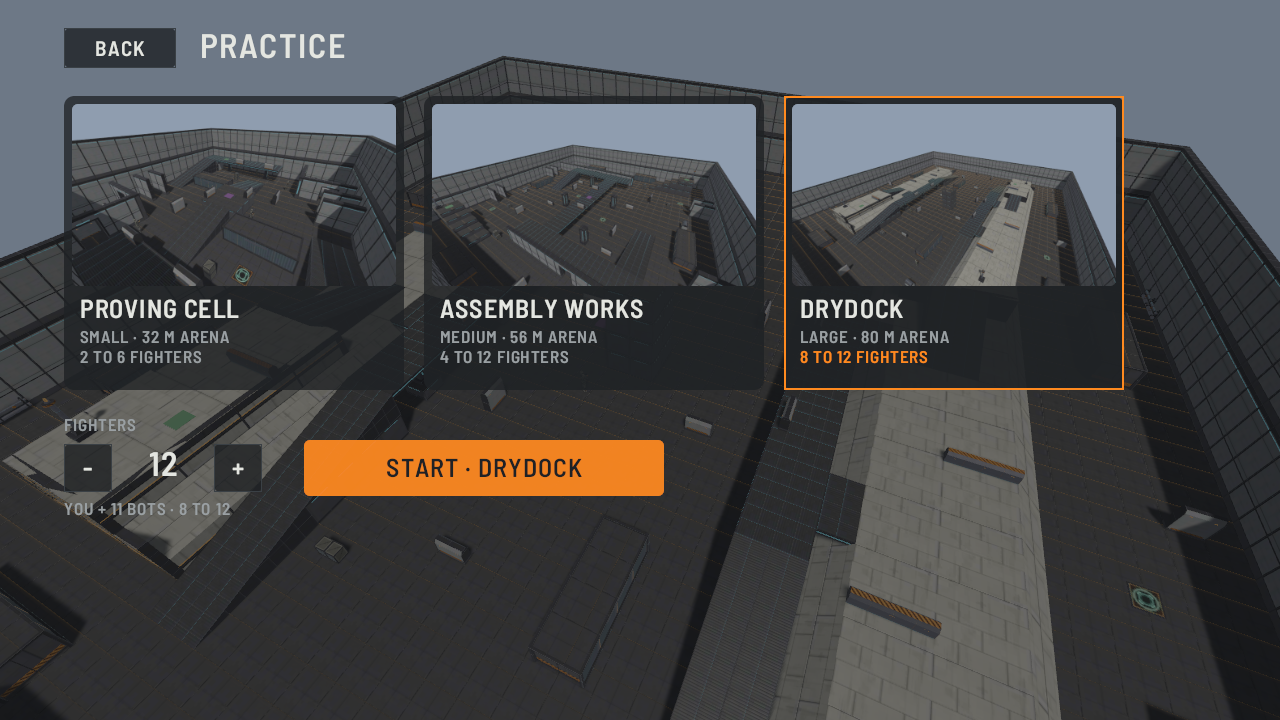 BACK
PRACTICE
PROVING CELL
SMALL · 32 M ARENA
2 TO 6 FIGHTERS
ASSEMBLY WORKS
MEDIUM · 56 M ARENA
4 TO 12 FIGHTERS
DRYDOCK
LARGE · 80 M ARENA
8 TO 12 FIGHTERS
FIGHTERS
- 12 +
START · DRYDOCK
YOU + 11 BOTS · 8 TO 12